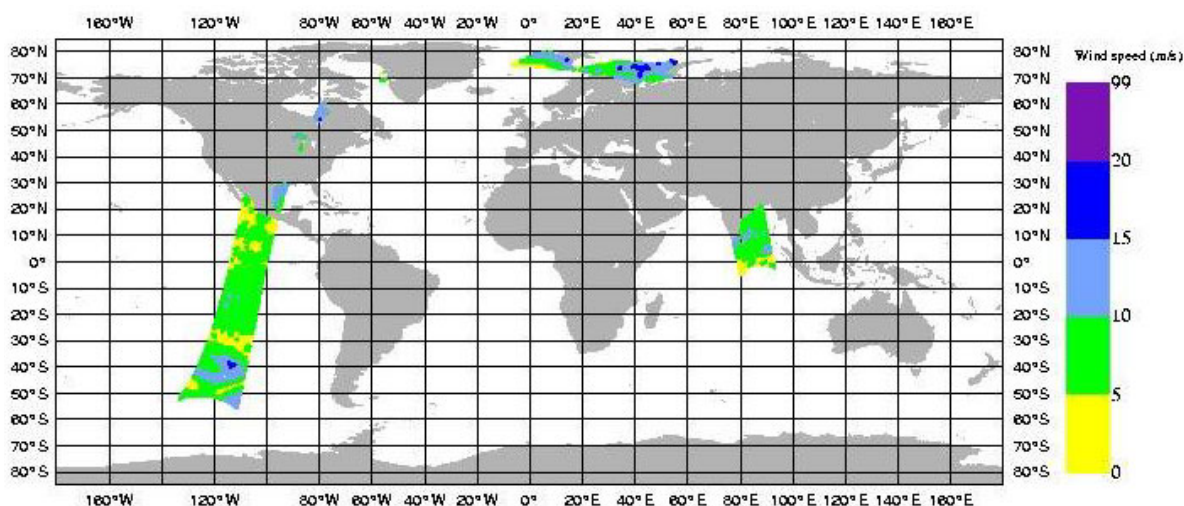 160°W 120°W 80°W 60°W 40°W 20°W 0° 20°E 40°E 60°E 80°E 100°E 120°E 160°E
80°N 80°N
70°N 70°N
60°N 60°N
50°N 50°N
40°N 40°N
30°N 30°N
20°N 20°N
10°N 10°N
0° 0°
10°S 10°S
20°S 20°S
30°S 30°S
40°S 40°S
50°S 50°S
60°S 60°S
70°S 70°S
80°S 80°S
160°W 120°W 80°W 60°W 40°W 20°W 0° 20°E 40°E 60°E 80°E 100°E 120°E 160°E
Wind speed (m/s)
99
20
15
10
5
0